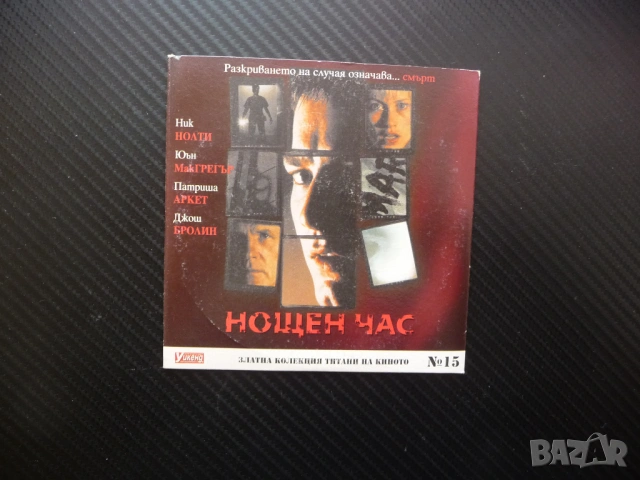 Разкриването на случая означава... смърт
Ник
НОЛТИ
Юън
МакГРЕГЪР
Патриша
АРКЕТ
Джош
БРОЛИН
НОЩЕН ЧАС
Уикенд
ЗЛАТНА КОЛЕКЦИЯ ТИТАНИ НА КИНОТО
№15
BAZAR
.bg